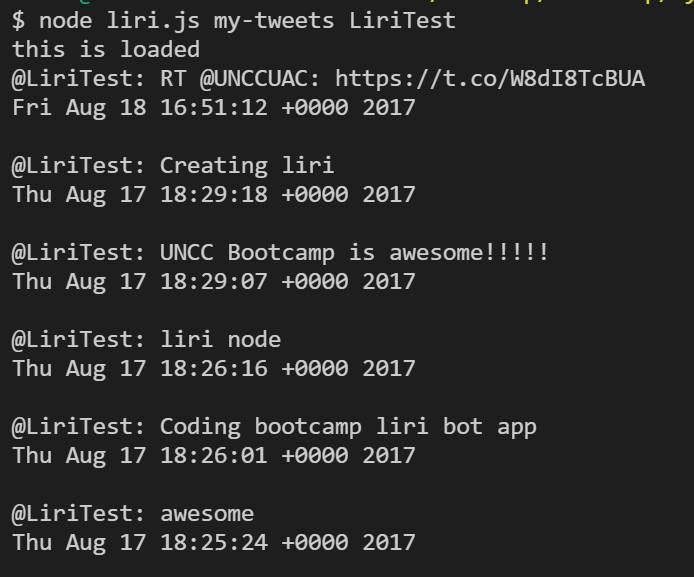 $ node liri.js my-tweets LiriTest
this is loaded
@LiriTest: RT @UNCCUAC: https://t.co/W8dI8TcBUA
Fri Aug 18 16:51:12 +0000 2017
@LiriTest: Creating liri
Thu Aug 17 18:29:18 +0000 2017
@LiriTest: UNCC Bootcamp is awesome!!!!!
Thu Aug 17 18:29:07 +0000 2017
@LiriTest: liri node
Thu Aug 17 18:26:16 +0000 2017
@LiriTest: Coding bootcamp liri bot app
Thu Aug 17 18:26:01 +0000 2017
@LiriTest: awesome
Thu Aug 17 18:25:24 +0000 2017